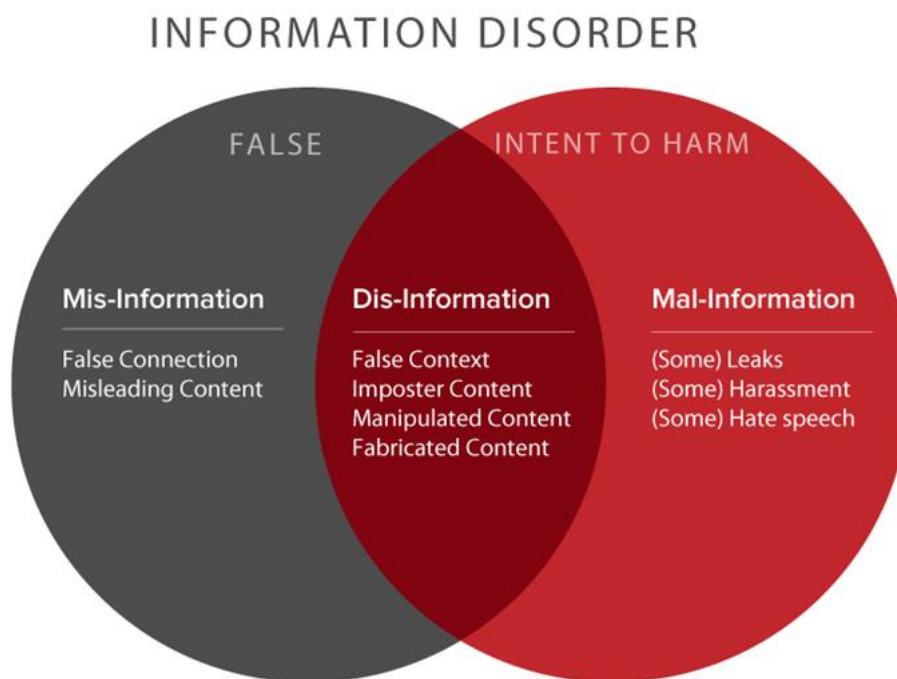 INFORMATION DISORDER
FALSE
INTENT TO HARM
Mis-Information
False Connection
Misleading Content
Dis-Information
False Context
Imposter Content
Manipulated Content
Fabricated Content
Mal-Information
(Some) Leaks
(Some) Harassment
(Some) Hate speech